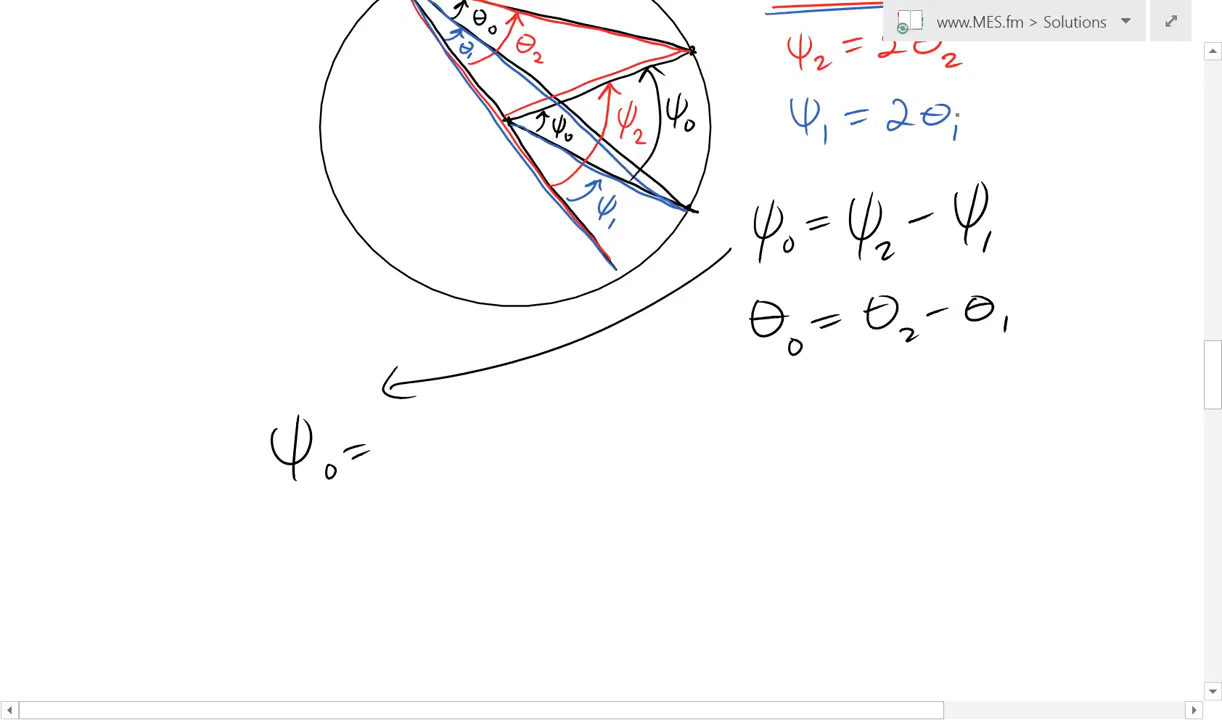 www.MES.fm > Solutions
θ₀
θ₁
θ₂
ψ₂ = 2θ₂
ψ₁ = 2θ₁
ψ₀
ψ₂
ψ₀
ψ₁
ψ₀ = ψ₂ − ψ₁
θ₀ = θ₂ − θ₁
ψ₀ =